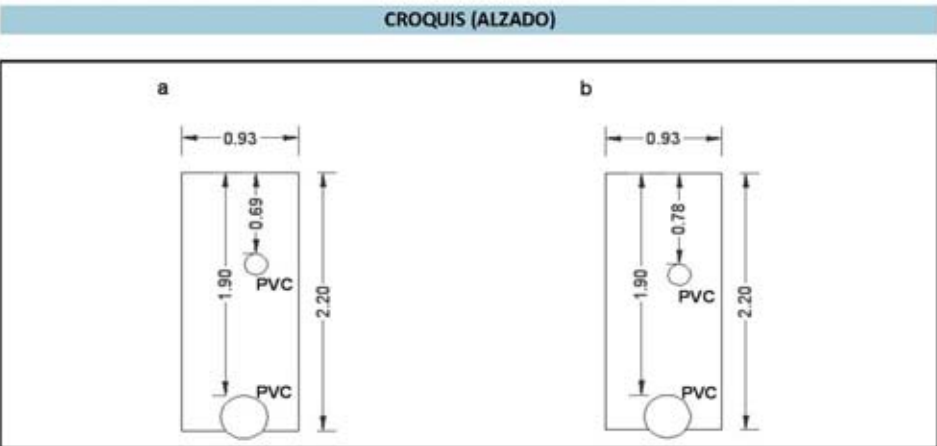 CROQUIS (ALZADO)
a
b
0.93
0.93
0.69
0.78
PVC
PVC
1.90
2.20
1.90
2.20
PVC
PVC